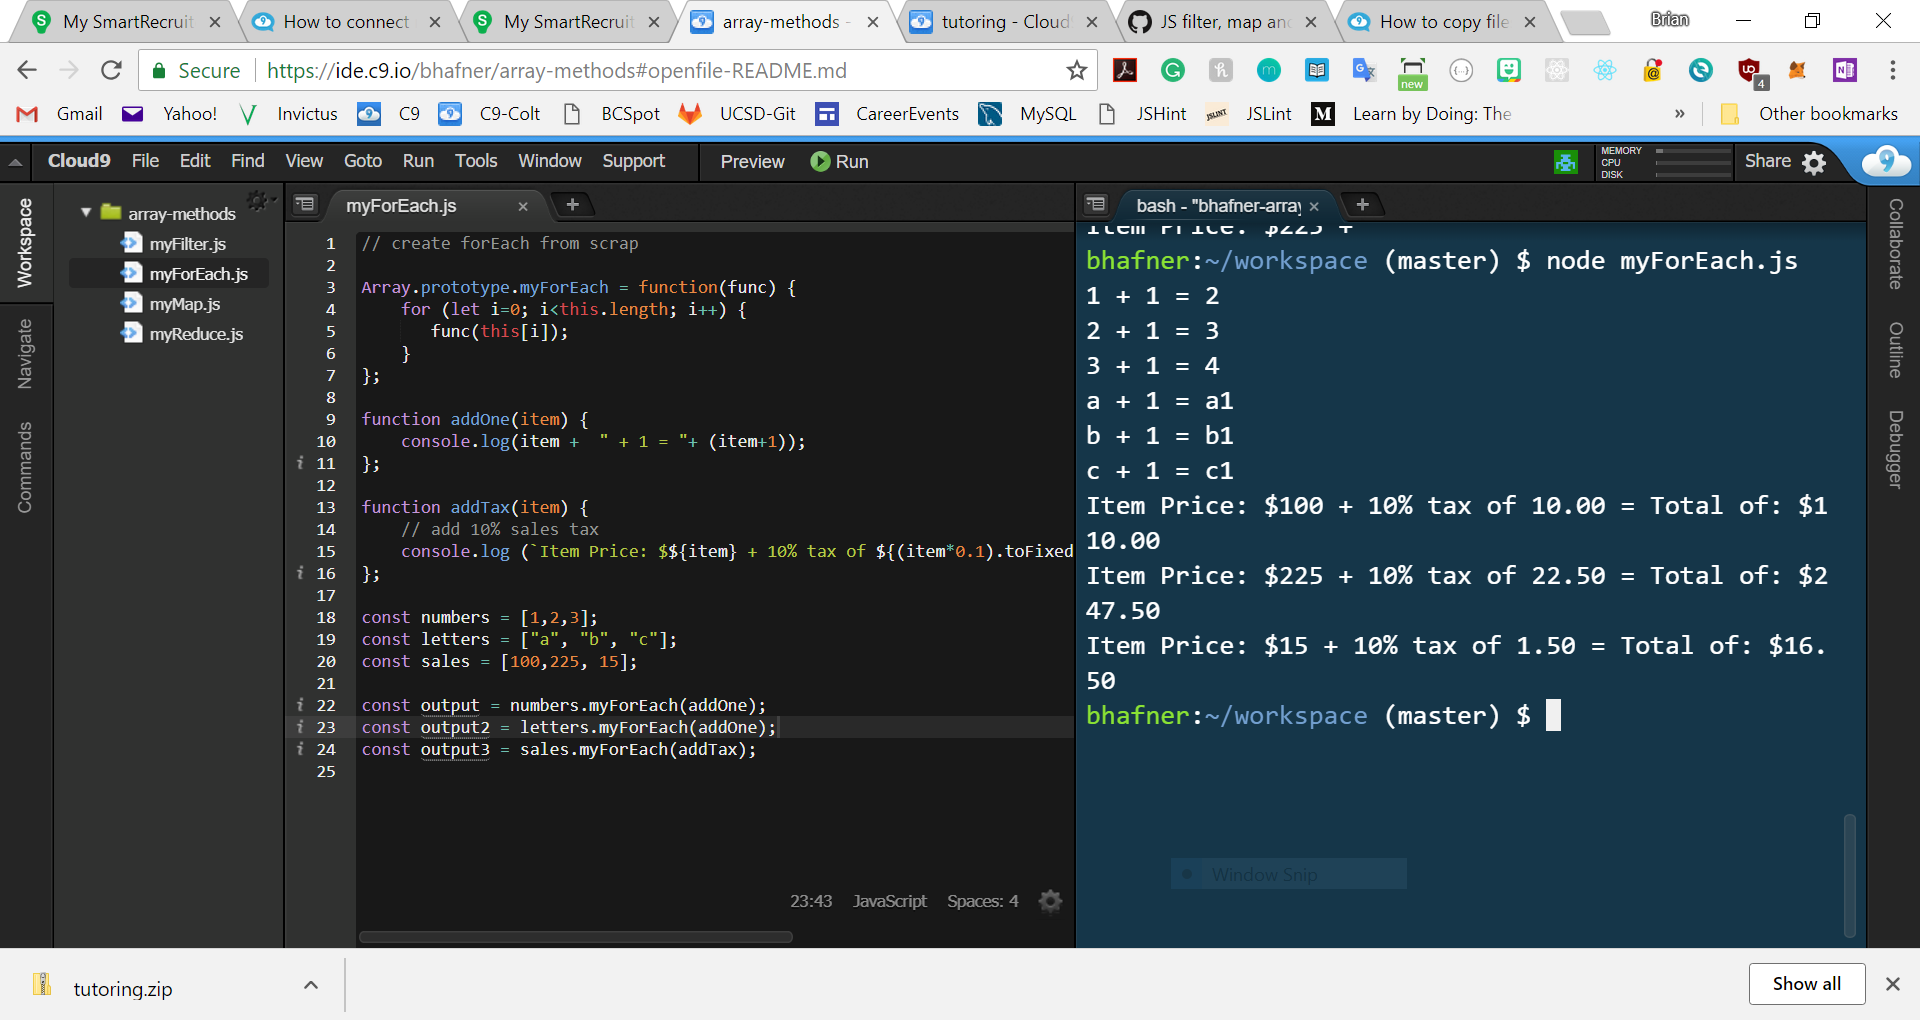 My SmartRecruit
How to connect
My SmartRecruit
array-methods -
tutoring - Cloud
JS filter, map and
How to copy file
Brian
Secure
https://ide.c9.io/bhafner/array-methods#openfile-README.md
new
4
Gmail
Yahoo!
Invictus
C9
C9-Colt
BCSpot
UCSD-Git
CareerEvents
MySQL
JSHint
JSLint
Learn by Doing: The
»
Other bookmarks
Cloud9 File Edit Find View Goto Run Tools Window Support Preview Run
MEMORY
CPU
DISK
Share
Workspace
Navigate
Commands
array-methods
myFilter.js
myForEach.js
myMap.js
myReduce.js
myForEach.js
1 // create forEach from scrap
2
3 Array.prototype.myForEach = function(func) {
4     for (let i=0; i<this.length; i++) {
5        func(this[i]);
6     }
7 };
8
9 function addOne(item) {
10     console.log(item +  " + 1 = "+ (item+1));
11 };
12
13 function addTax(item) {
14     // add 10% sales tax
15     console.log (`Item Price: $${item} + 10% tax of ${(item*0.1).toFixed
16 };
17
18 const numbers = [1,2,3];
19 const letters = ["a", "b", "c"];
20 const sales = [100,225, 15];
21
22 const output = numbers.myForEach(addOne);
23 const output2 = letters.myForEach(addOne);
24 const output3 = sales.myForEach(addTax);
25
23:43 JavaScript Spaces: 4
bash - "bhafner-array
Item Price: $225 +
bhafner:~/workspace (master) $ node myForEach.js
1 + 1 = 2
2 + 1 = 3
3 + 1 = 4
a + 1 = a1
b + 1 = b1
c + 1 = c1
Item Price: $100 + 10% tax of 10.00 = Total of: $1
10.00
Item Price: $225 + 10% tax of 22.50 = Total of: $2
47.50
Item Price: $15 + 10% tax of 1.50 = Total of: $16.
50
bhafner:~/workspace (master) $
Window Snip
Collaborate
Outline
Debugger
tutoring.zip
Show all